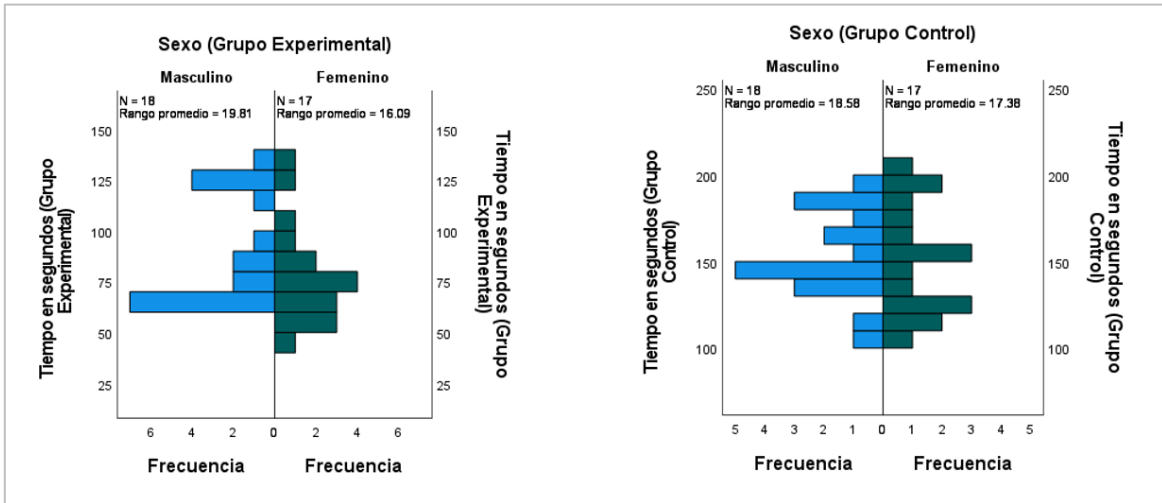 Sexo (Grupo Experimental)
Masculino
Femenino
N = 18
Rango promedio = 19.81
N = 17
Rango promedio = 16.09
Tiempo en segundos (Grupo
Experimental)
150
125
100
75
50
25
150
125
100
75
50
25
Tiempo en segundos (Grupo
Experimental)
6
4
2
0
2
4
6
Frecuencia
Frecuencia
Sexo (Grupo Control)
Masculino
Femenino
N = 18
Rango promedio = 18.58
N = 17
Rango promedio = 17.38
Tiempo en segundos (Grupo
Control)
250
200
150
100
250
200
150
100
Tiempo en segundos (Grupo
Control)
5
4
3
2
1
0
1
2
3
4
5
Frecuencia
Frecuencia